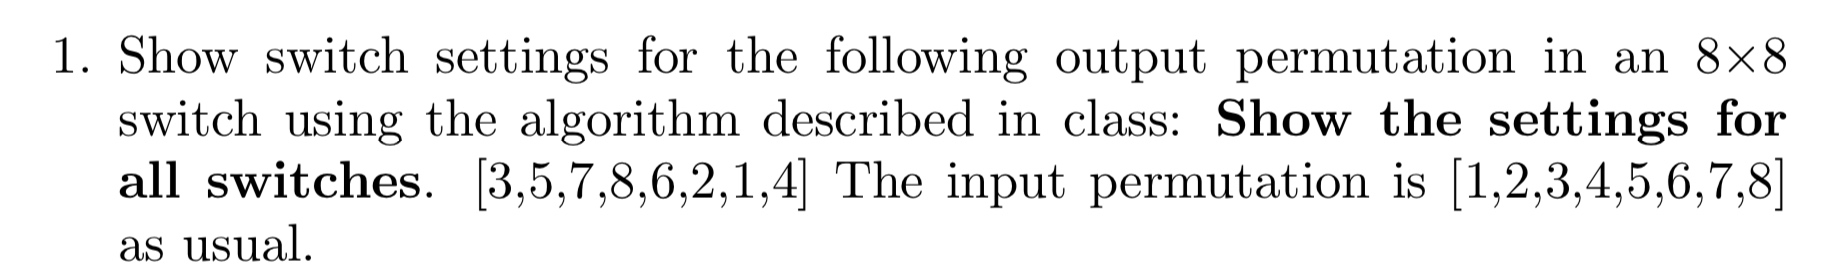 1. Show switch settings for the following output permutation in an 8×8
switch using the algorithm described in class: Show the settings for
all switches. [3,5,7,8,6,2,1,4] The input permutation is [1,2,3,4,5,6,7,8]
as usual.